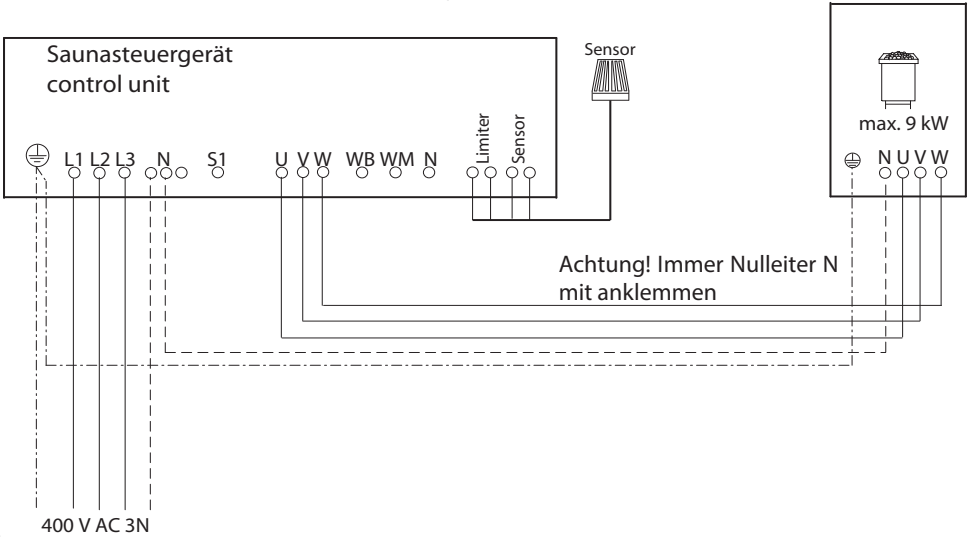 Saunasteuergerät
control unit
Sensor
max. 9 kW
Limiter
Sensor
L1 L2 L3 N S1 U V W WB WM N
N U V W
Achtung! Immer Nulleiter N
mit anklemmen
400 V AC 3N